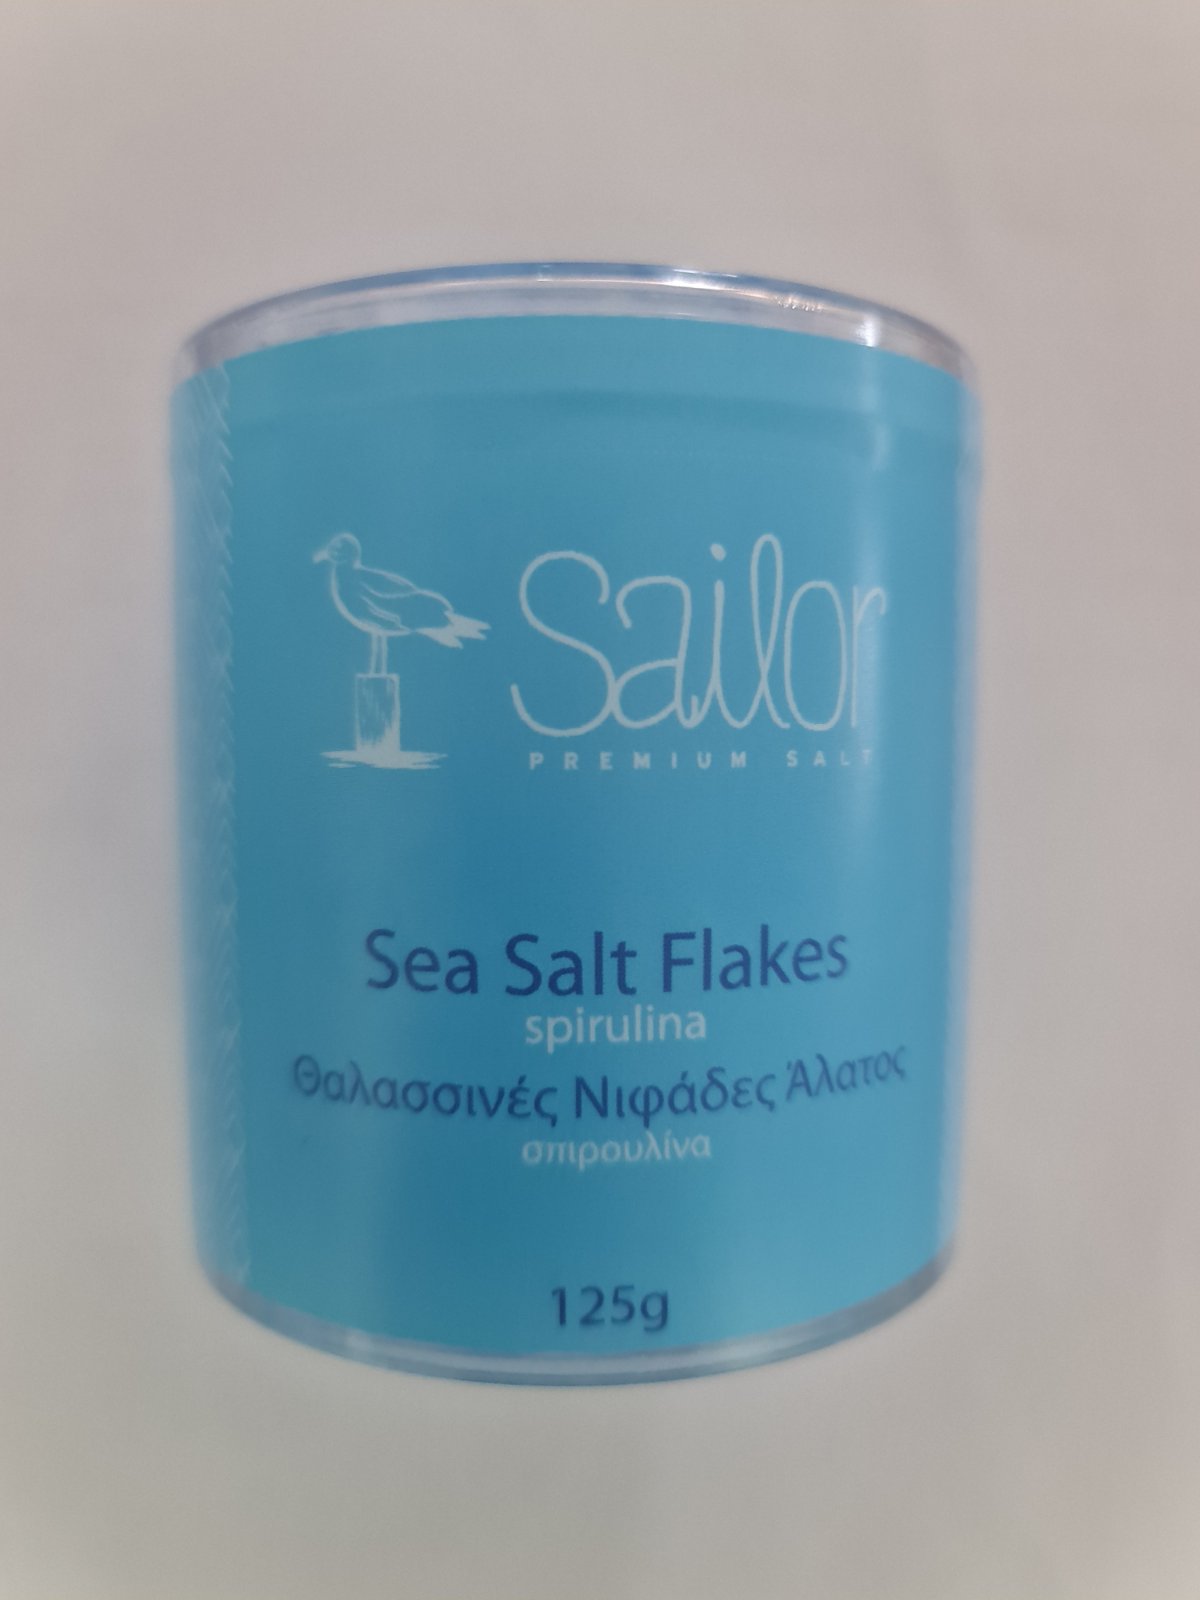 Sailor
PREMIUM SALT
Sea Salt Flakes
spirulina
Θαλασσινές Νιφάδες Άλατος
σπιρουλίνα
125g